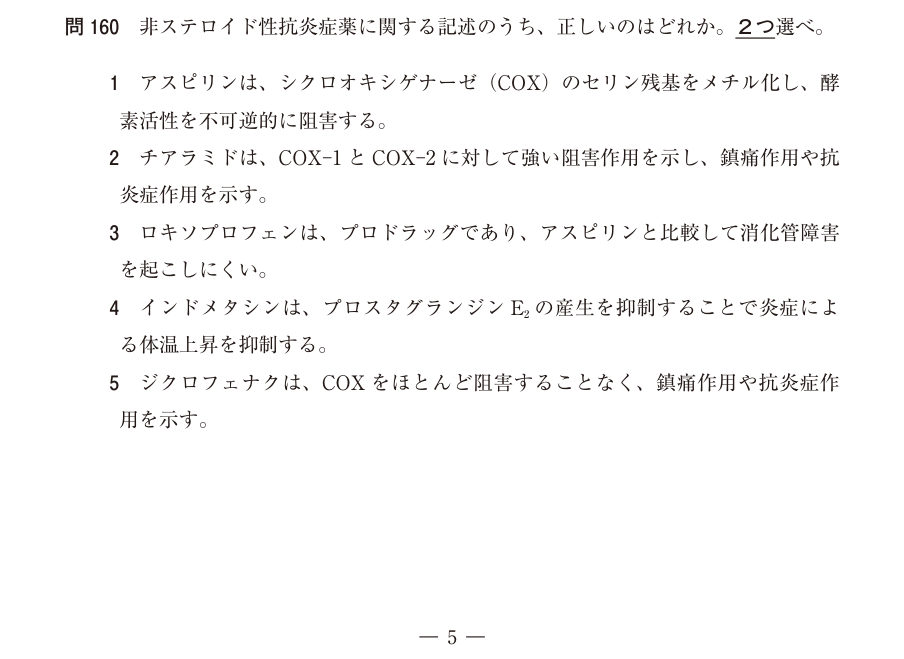 問 160　非ステロイド性抗炎症薬に関する記述のうち、正しいのはどれか。２つ選べ。
1　アスピリンは、シクロオキシゲナーゼ（COX）のセリン残基をメチル化し、酵
素活性を不可逆的に阻害する。
2　チアラミドは、COX−1 と COX−2 に対して強い阻害作用を示し、鎮痛作用や抗
炎症作用を示す。
3　ロキソプロフェンは、プロドラッグであり、アスピリンと比較して消化管障害
を起こしにくい。
4　インドメタシンは、プロスタグランジン E₂ の産生を抑制することで炎症によ
る体温上昇を抑制する。
5　ジクロフェナクは、COX をほとんど阻害することなく、鎮痛作用や抗炎症作
用を示す。
— 5 —